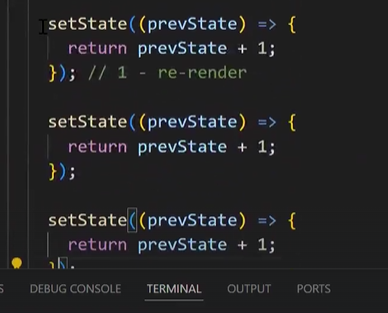 setState((prevState) => {
return prevState + 1;
}); // 1 - re-render
setState((prevState) => {
return prevState + 1;
});
setState((prevState) => {
return prevState + 1;
});
S DEBUG CONSOLE TERMINAL OUTPUT PORTS